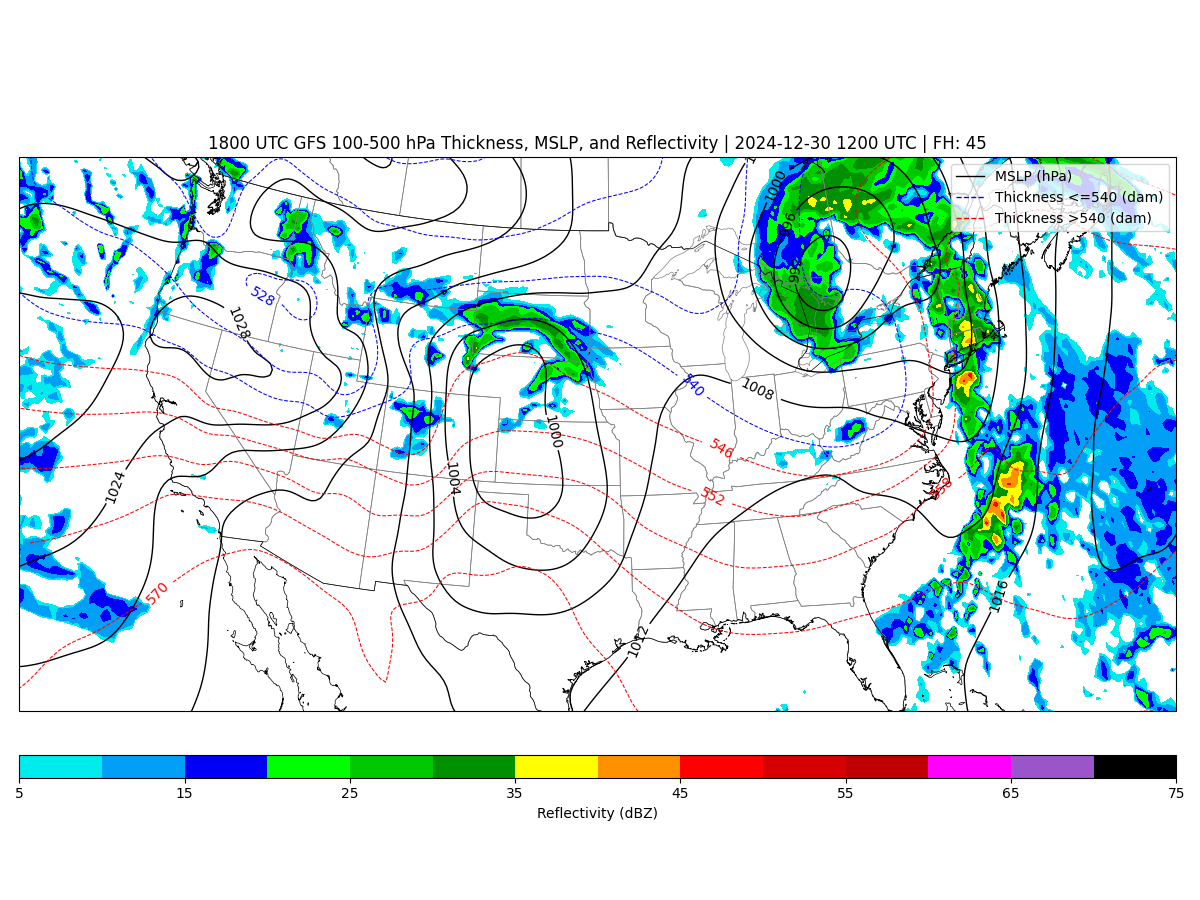 1800 UTC GFS 100-500 hPa Thickness, MSLP, and Reflectivity | 2024-12-30 1200 UTC | FH: 45
MSLP (hPa)
Thickness <=540 (dam)
Thickness >540 (dam)
1000
996
988
528
1028
540
1008
1000
546
1004
552
558
1024
570
1016
1012
5 15 25 35 45 55 65 75
Reflectivity (dBZ)